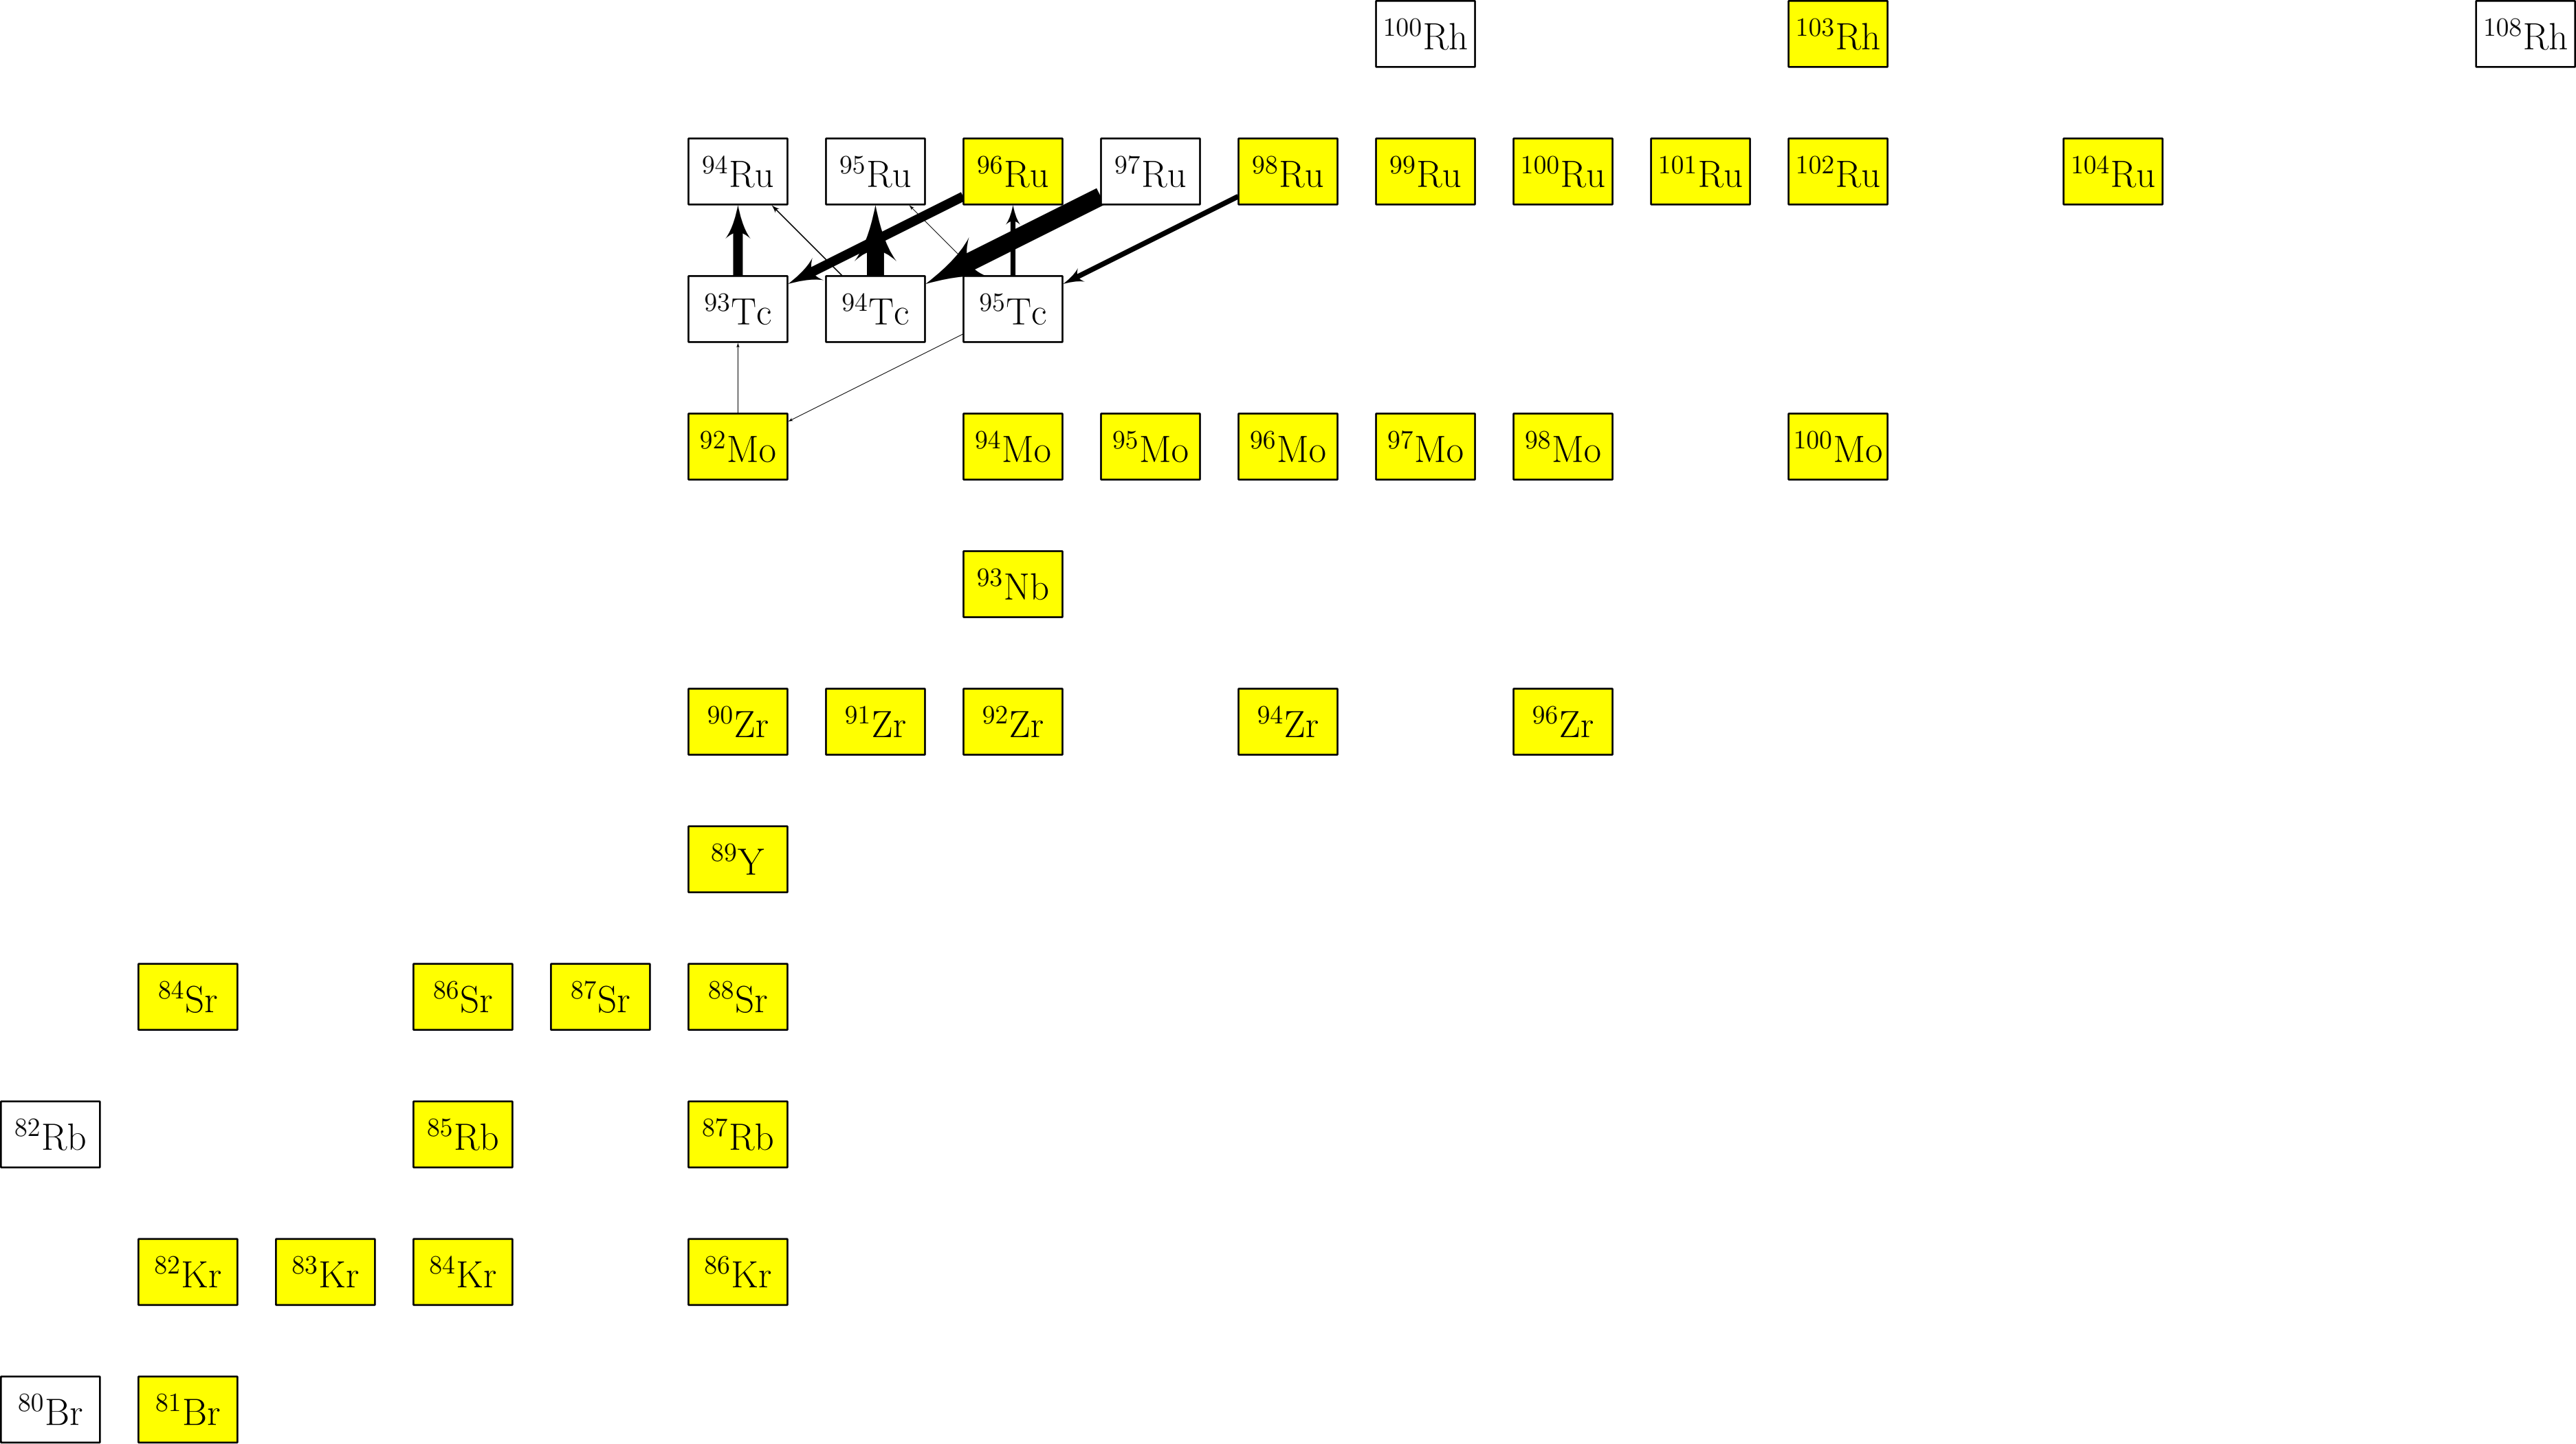 ¹⁰⁰Rh ¹⁰³Rh ¹⁰⁸Rh
⁹⁴Ru ⁹⁵Ru ⁹⁶Ru ⁹⁷Ru ⁹⁸Ru ⁹⁹Ru ¹⁰⁰Ru ¹⁰¹Ru ¹⁰²Ru ¹⁰⁴Ru
⁹³Tc ⁹⁴Tc ⁹⁵Tc
⁹²Mo ⁹⁴Mo ⁹⁵Mo ⁹⁶Mo ⁹⁷Mo ⁹⁸Mo ¹⁰⁰Mo
⁹³Nb
⁹⁰Zr ⁹¹Zr ⁹²Zr ⁹⁴Zr ⁹⁶Zr
⁸⁹Y
⁸⁴Sr ⁸⁶Sr ⁸⁷Sr ⁸⁸Sr
⁸²Rb ⁸⁵Rb ⁸⁷Rb
⁸²Kr ⁸³Kr ⁸⁴Kr ⁸⁶Kr
⁸⁰Br ⁸¹Br